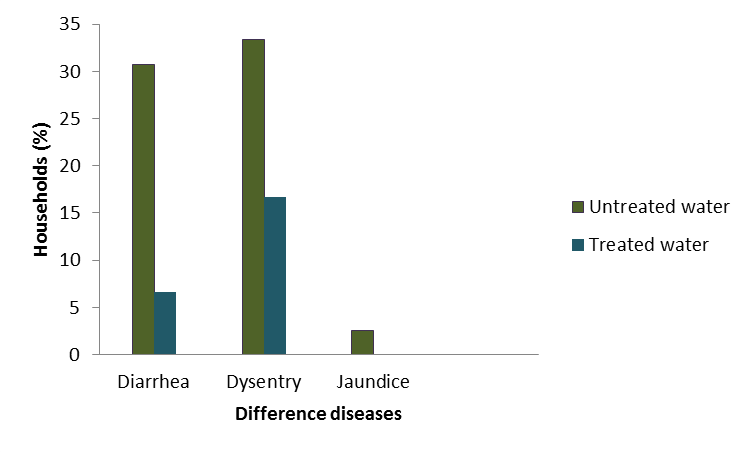 35
30
25
20
15
10
5
0
Households (%)
Diarrhea Dysentry Jaundice
Difference diseases
Untreated water
Treated water